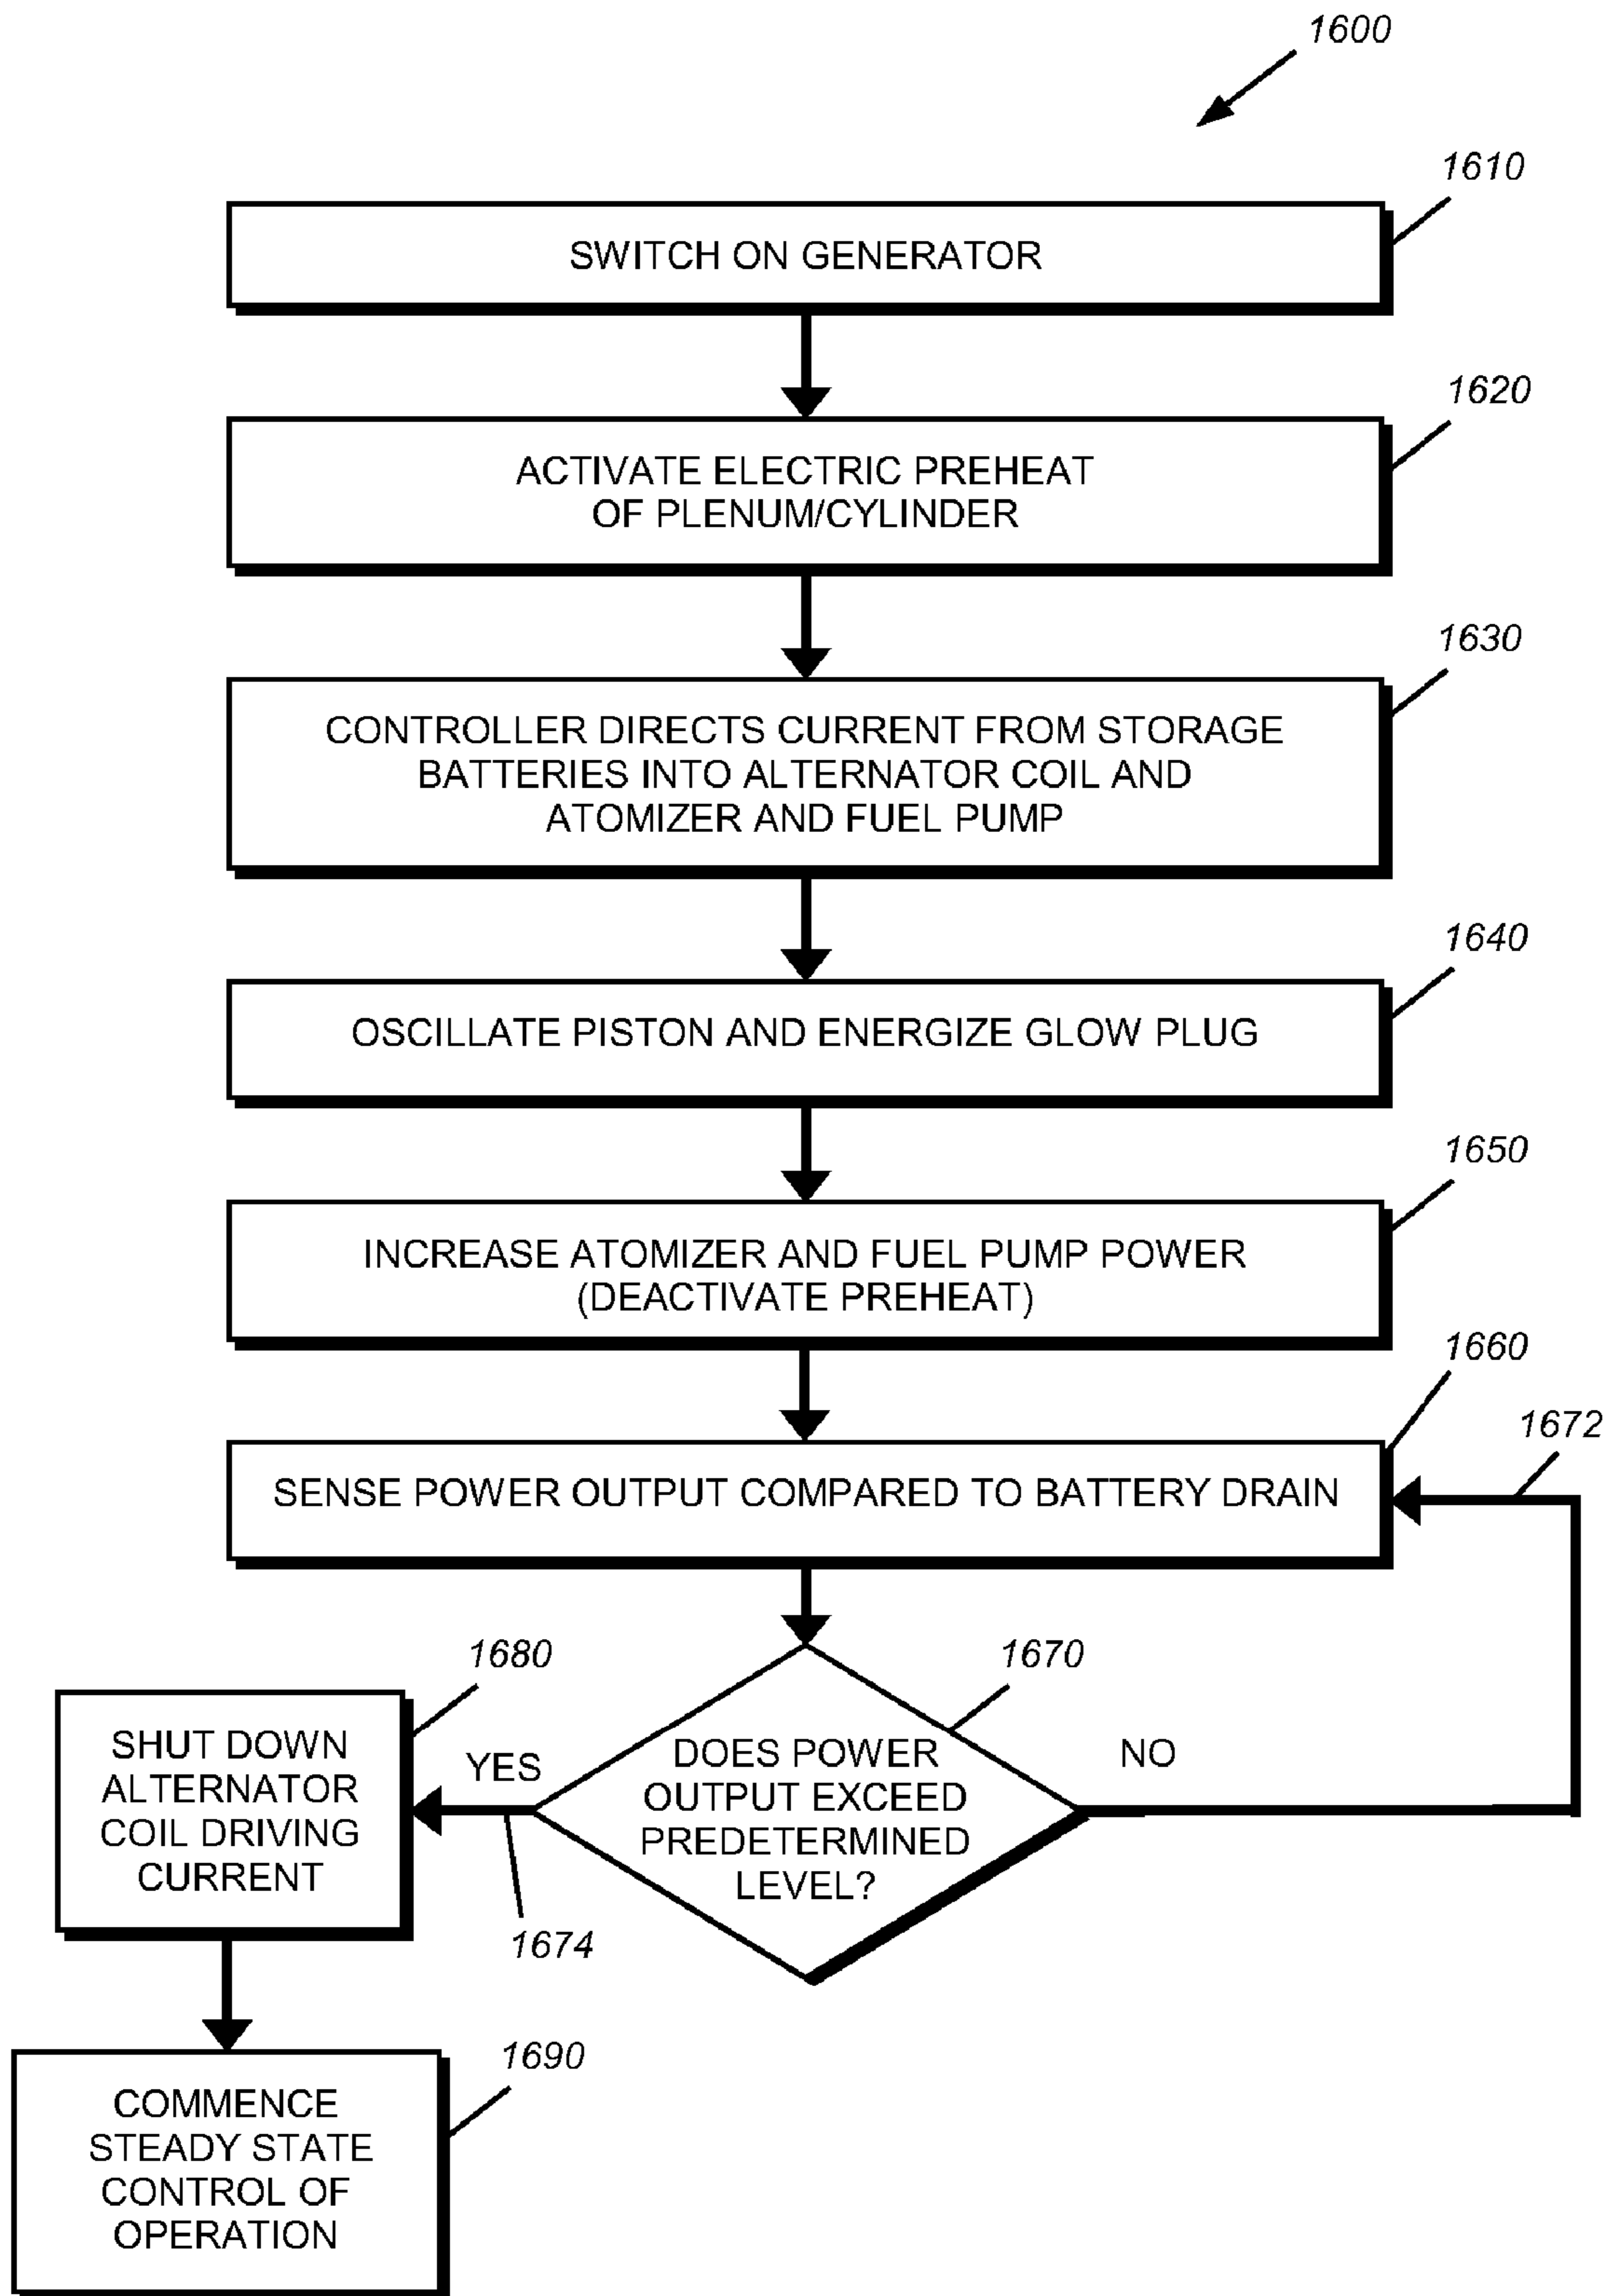 1600
1610
SWITCH ON GENERATOR
1620
ACTIVATE ELECTRIC PREHEAT
OF PLENUM/CYLINDER
1630
CONTROLLER DIRECTS CURRENT FROM STORAGE
BATTERIES INTO ALTERNATOR COIL AND
ATOMIZER AND FUEL PUMP
1640
OSCILLATE PISTON AND ENERGIZE GLOW PLUG
1650
INCREASE ATOMIZER AND FUEL PUMP POWER
(DEACTIVATE PREHEAT)
1660
1672
SENSE POWER OUTPUT COMPARED TO BATTERY DRAIN
1670
DOES POWER
OUTPUT EXCEED
PREDETERMINED
LEVEL?
NO
YES
1674
1680
SHUT DOWN
ALTERNATOR
COIL DRIVING
CURRENT
1690
COMMENCE
STEADY STATE
CONTROL OF
OPERATION